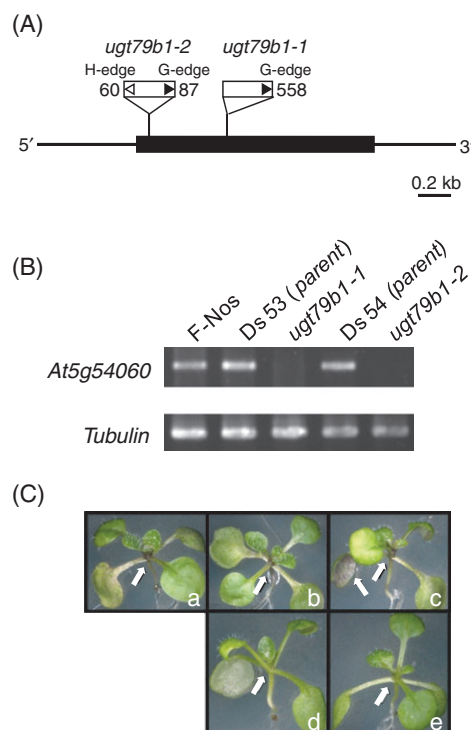 (A)
ugt79b1-2 ugt79b1-1
H-edge G-edge G-edge
60 87 558
5′ 3′
0.2 kb
(B)
F-Nos Ds 53 (parent) ugt79b1-1 Ds 54 (parent) ugt79b1-2
At5g54060
Tubulin
(C)
a b c
d e